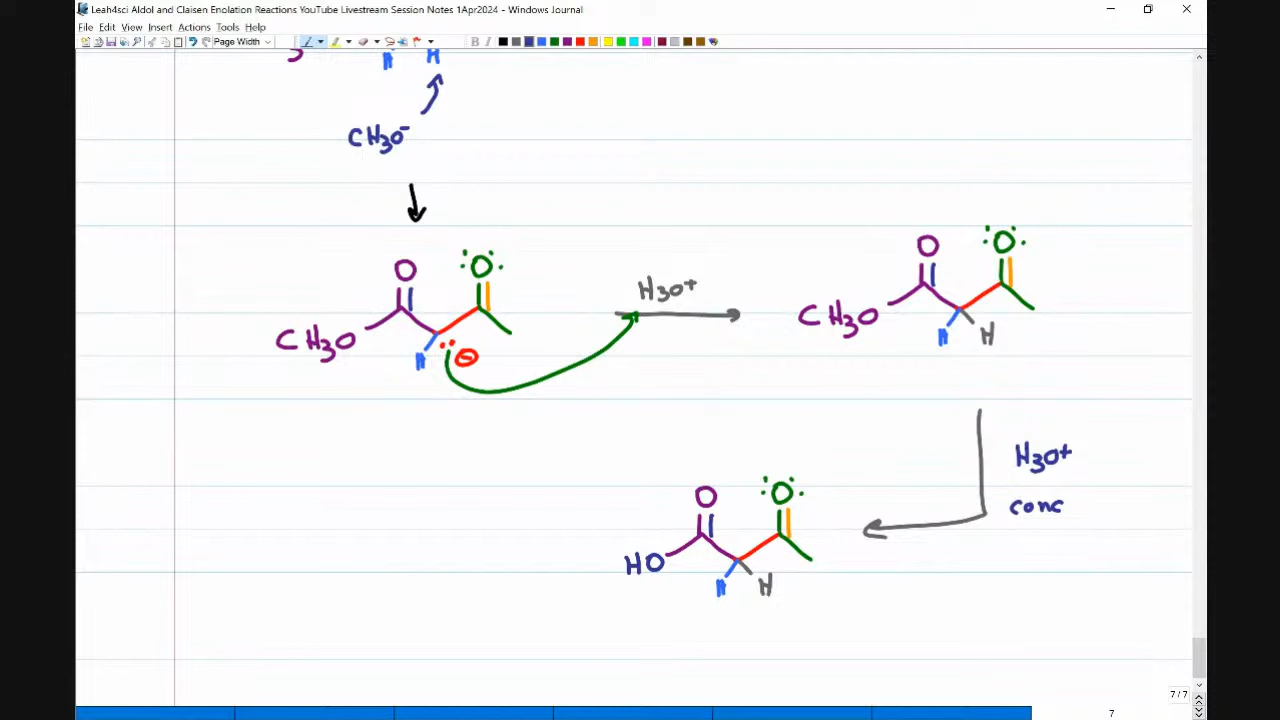 Leah4sci Aldol and Claisen Enolation Reactions YouTube Livestream Session Notes 1Apr2024 - Windows Journal
File Edit View Insert Actions Tools Help
Page Width B I
H H
CH3O-
O :O:
H3O+
CH3O H
O :O:
CH3O H H
H3O+
conc
O :O:
HO H H
7 / 7
7